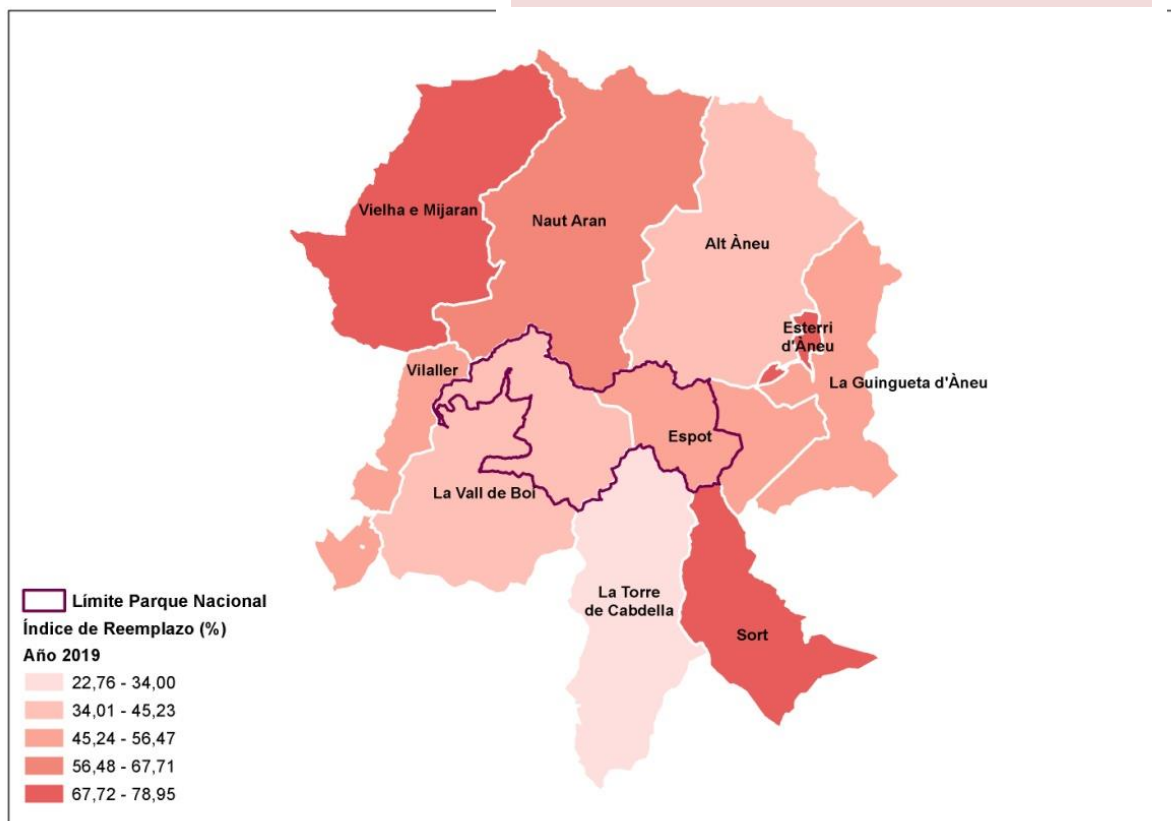 Vielha e Mijaran
Naut Aran
Alt Àneu
Esterri
d'Àneu
Vilaller
La Guingueta d'Àneu
Espot
La Vall de Boí
La Torre
de Cabdella
Sort
Límite Parque Nacional
Índice de Reemplazo (%)
Año 2019
22,76 - 34,00
34,01 - 45,23
45,24 - 56,47
56,48 - 67,71
67,72 - 78,95